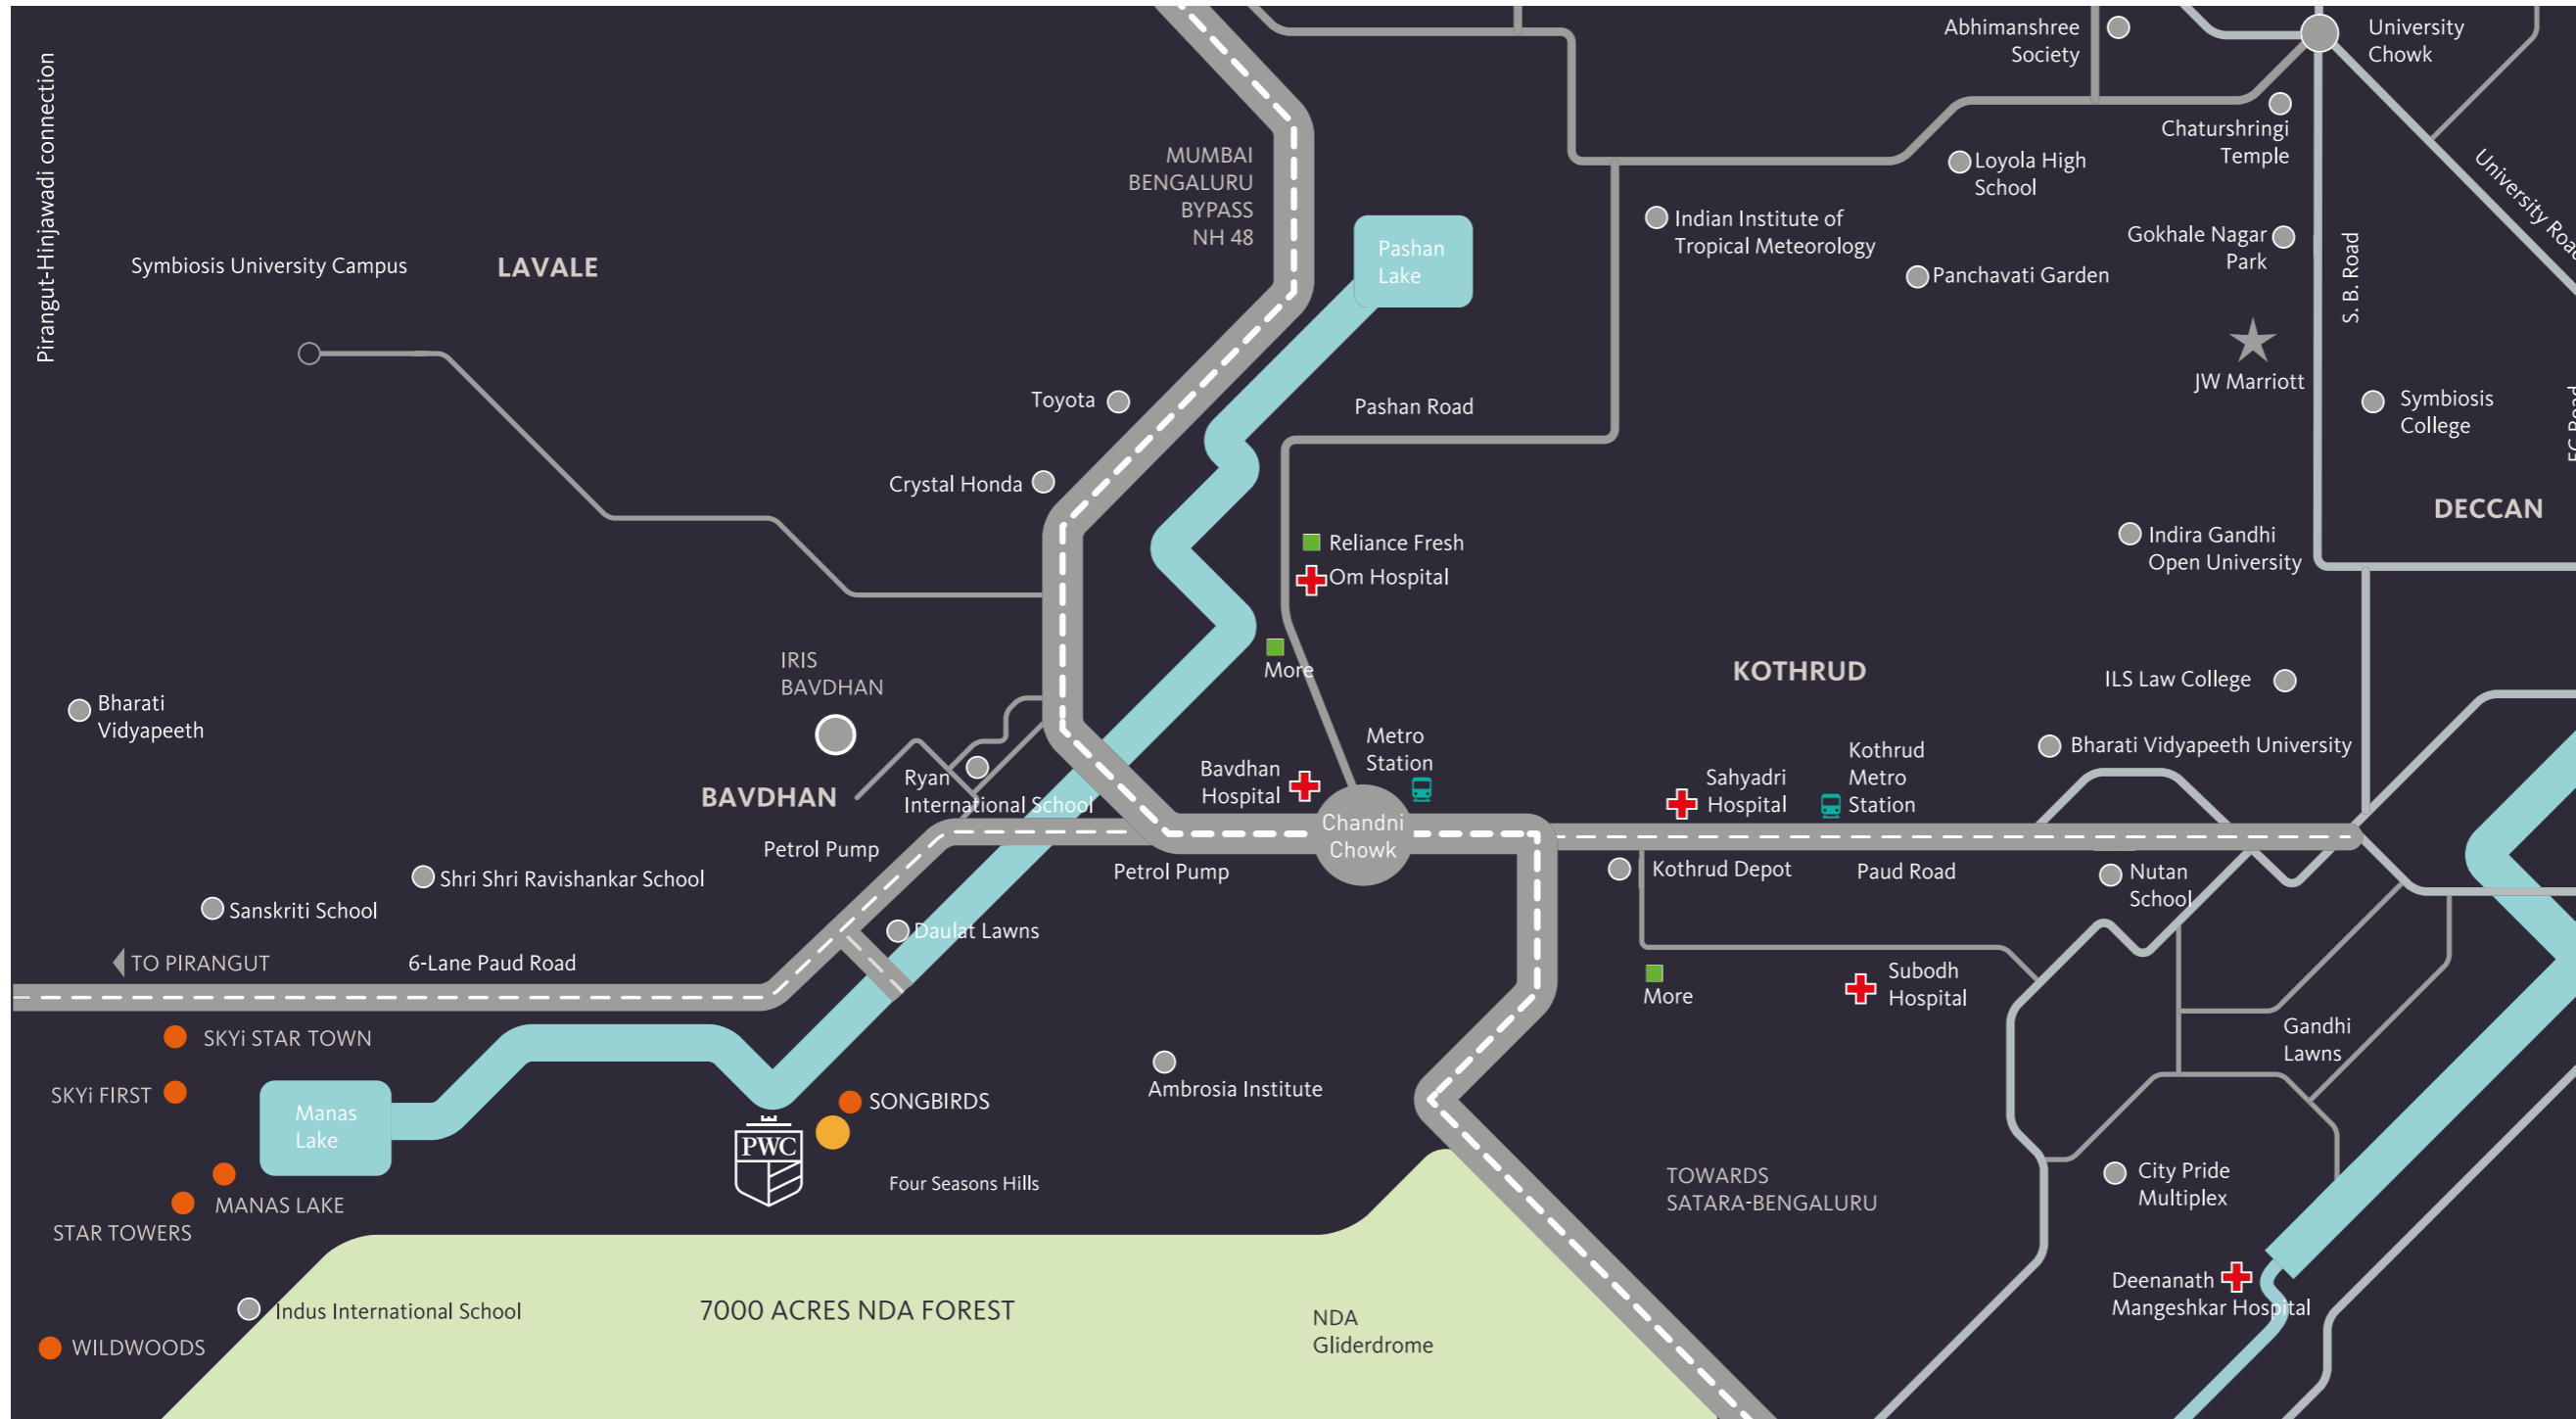 Abhimanshree
Society
University
Chowk
Pirangut-Hinjawadi connection
Chaturshringi
Temple
MUMBAI
BENGALURU
BYPASS
NH 48
Loyola High
School
University Road
Indian Institute of
Tropical Meteorology
Pashan
Lake
Gokhale Nagar
Park
S. B. Road
Symbiosis University Campus
LAVALE
Panchavati Garden
JW Marriott
Toyota
Pashan Road
Symbiosis
College
FC Road
Crystal Honda
DECCAN
Reliance Fresh
Om Hospital
Indira Gandhi
Open University
IRIS
BAVDHAN
More
KOTHRUD
ILS Law College
Bharati
Vidyapeeth
Metro
Station
Kothrud
Metro
Station
Bharati Vidyapeeth University
Bavdhan
Hospital
Sahyadri
Hospital
Ryan
International School
BAVDHAN
Chandni
Chowk
Petrol Pump
Petrol Pump
Kothrud Depot
Paud Road
Nutan
School
Shri Shri Ravishankar School
Sanskriti School
Daulat Lawns
TO PIRANGUT
6-Lane Paud Road
More
Subodh
Hospital
SKYi STAR TOWN
Gandhi
Lawns
SKYi FIRST
Manas
Lake
SONGBIRDS
Ambrosia Institute
PWC
Four Seasons Hills
TOWARDS
SATARA-BENGALURU
City Pride
Multiplex
MANAS LAKE
STAR TOWERS
Deenanath
Mangeshkar Hospital
Indus International School
7000 ACRES NDA FOREST
NDA
Gliderdrome
WILDWOODS